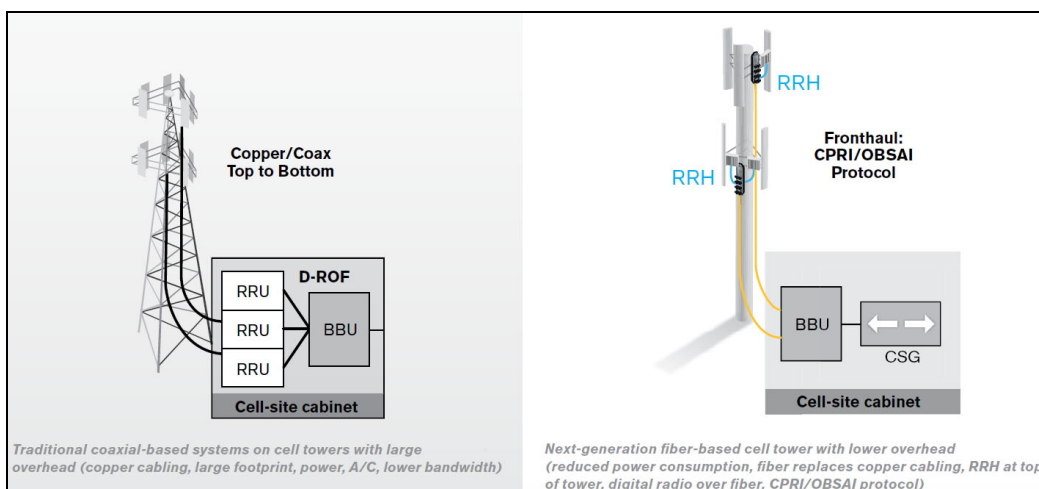 Copper/Coax
Top to Bottom
D-ROF
RRU
RRU
RRU
BBU
Cell-site cabinet
Traditional coaxial-based systems on cell towers with large
overhead (copper cabling, large footprint, power, A/C, lower bandwidth)
RRH
RRH
Fronthaul:
CPRI/OBSAI
Protocol
BBU
CSG
Cell-site cabinet
Next-generation fiber-based cell tower with lower overhead
(reduced power consumption, fiber replaces copper cabling, RRH at top
of tower, digital radio over fiber, CPRI/OBSAI protocol)